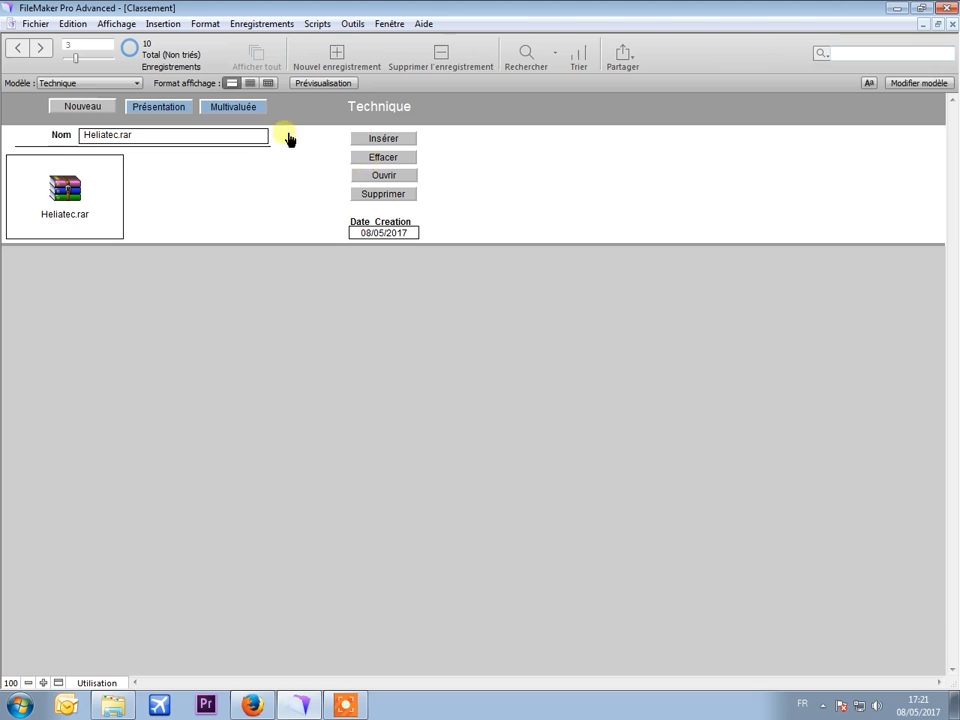 FileMaker Pro Advanced - [Classement]
Fichier Edition Affichage Insertion Format Enregistrements Scripts Outils Fenêtre Aide
3
10
Total (Non triés)
Enregistrements
Afficher tout
Nouvel enregistrement
Supprimer l'enregistrement
Rechercher
Trier
Partager
Modèle : Technique
Format affichage :
Prévisualisation
Aa
Modifier modèle
Nouveau
Présentation
Multivaluée
Technique
Nom
Heliatec.rar
Heliatec.rar
Insérer
Effacer
Ouvrir
Supprimer
Date_Creation
08/05/2017
100
Utilisation
Pr
FR
17:21
08/05/2017